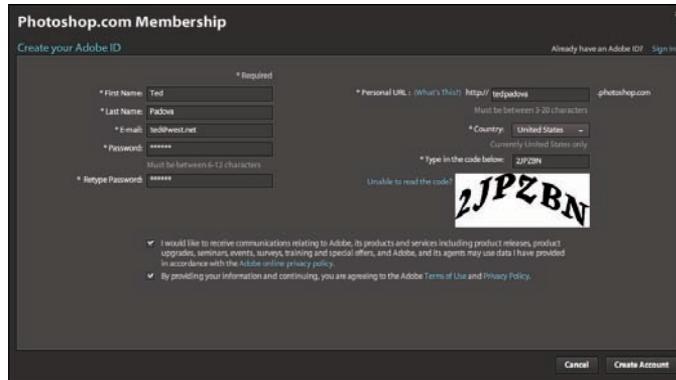 Photoshop.com Membership
Create your Adobe ID
Already have an Adobe ID? Sign In
* Required
* First Name: Ted
* Last Name: Padova
* E-mail: ted@west.net
* Password: ******
Must be between 6-12 characters
* Retype Password: ******
* Personal URL: (What's This?) http:// tedpadova .photoshop.com
Must be between 3-20 characters
* Country: United States
Currently United States only
* Type in the code below: 2JPZBN
Unable to read the code?
2JPZBN
I would like to receive communications relating to Adobe, its products and services including product releases, product
upgrades, seminars, events, surveys, training and special offers, and Adobe, and its agents may use data I have provided
in accordance with the Adobe online privacy policy.
By providing your information and continuing, you are agreeing to the Adobe Terms of Use and Privacy Policy.
Cancel Create Account